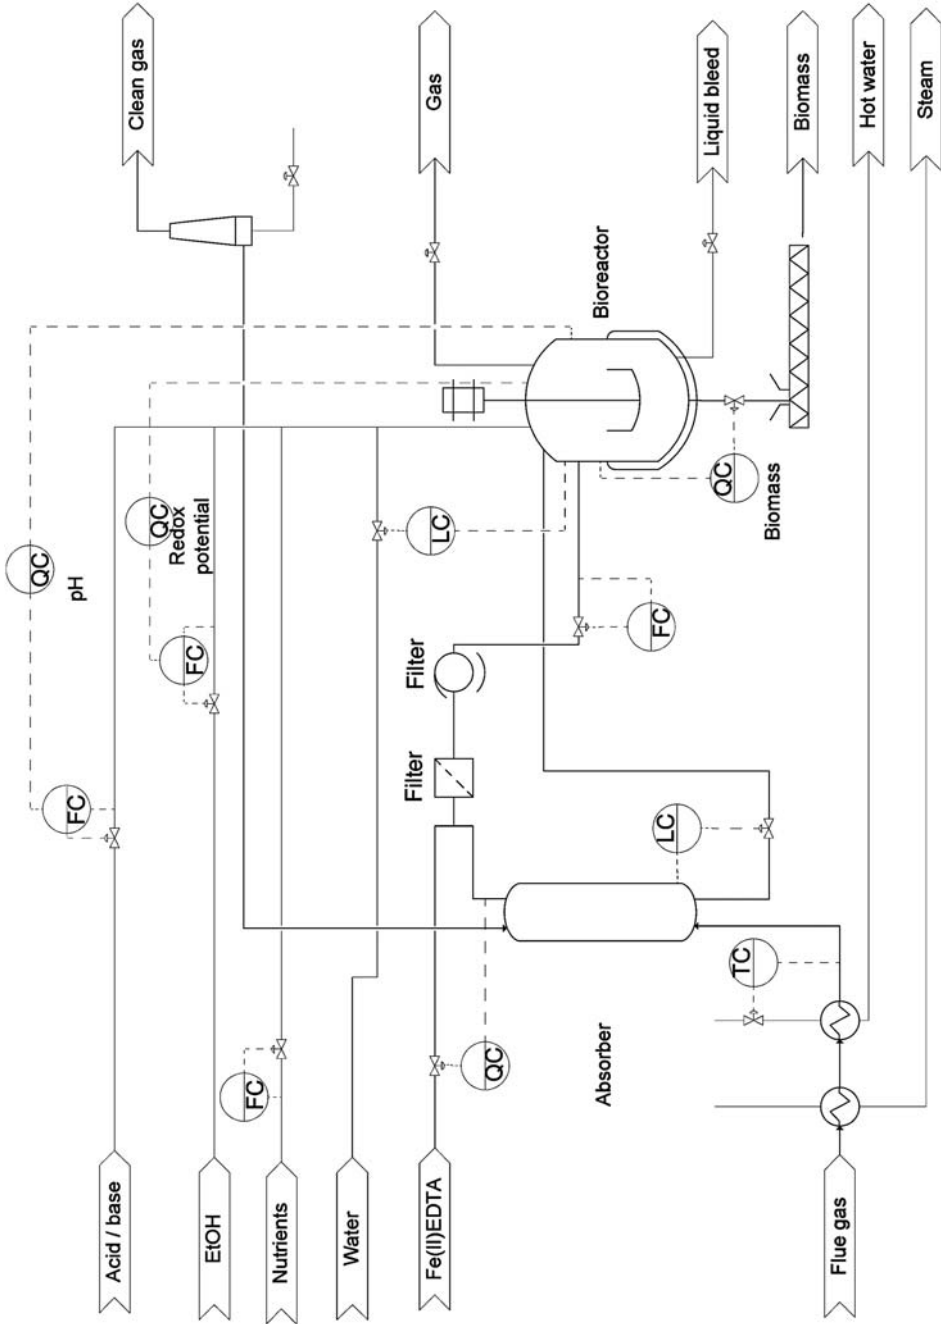 Clean gas
Gas
Liquid bleed
Biomass
Hot water
Steam
Bioreactor
QC
pH
QC
Redox
potential
FC
FC
LC
QC
Biomass
Filter
Filter
FC
LC
TC
FC
QC
Absorber
Acid / base
EtOH
Nutrients
Water
Fe(II)EDTA
Flue gas